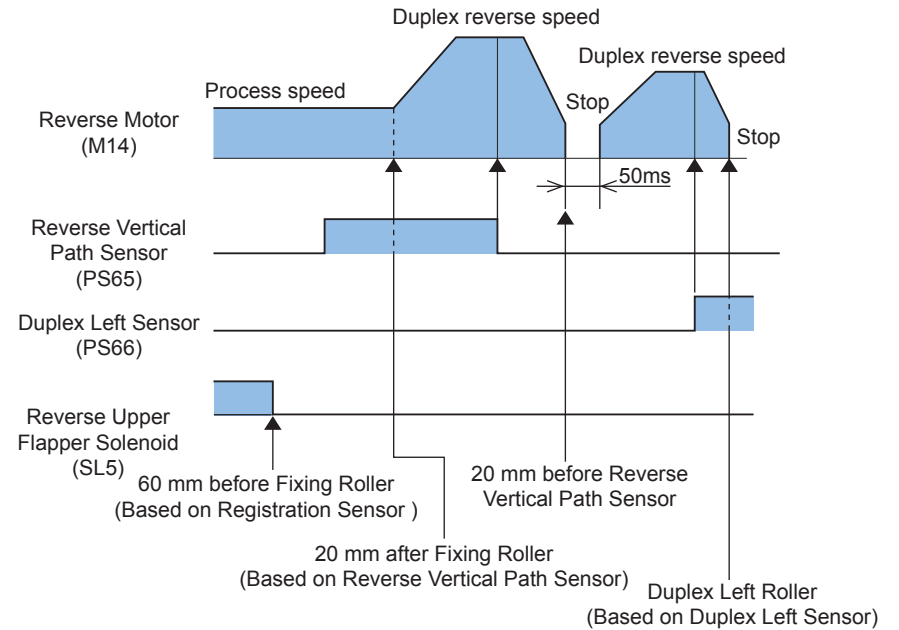 Duplex reverse speed
Duplex reverse speed
Process speed
Stop
Reverse Motor
(M14)
Stop
50ms
Reverse Vertical
Path Sensor
(PS65)
Duplex Left Sensor
(PS66)
Reverse Upper
Flapper Solenoid
(SL5)
60 mm before Fixing Roller
(Based on Registration Sensor )
20 mm before Reverse
Vertical Path Sensor
20 mm after Fixing Roller
(Based on Reverse Vertical Path Sensor)
Duplex Left Roller
(Based on Duplex Left Sensor)